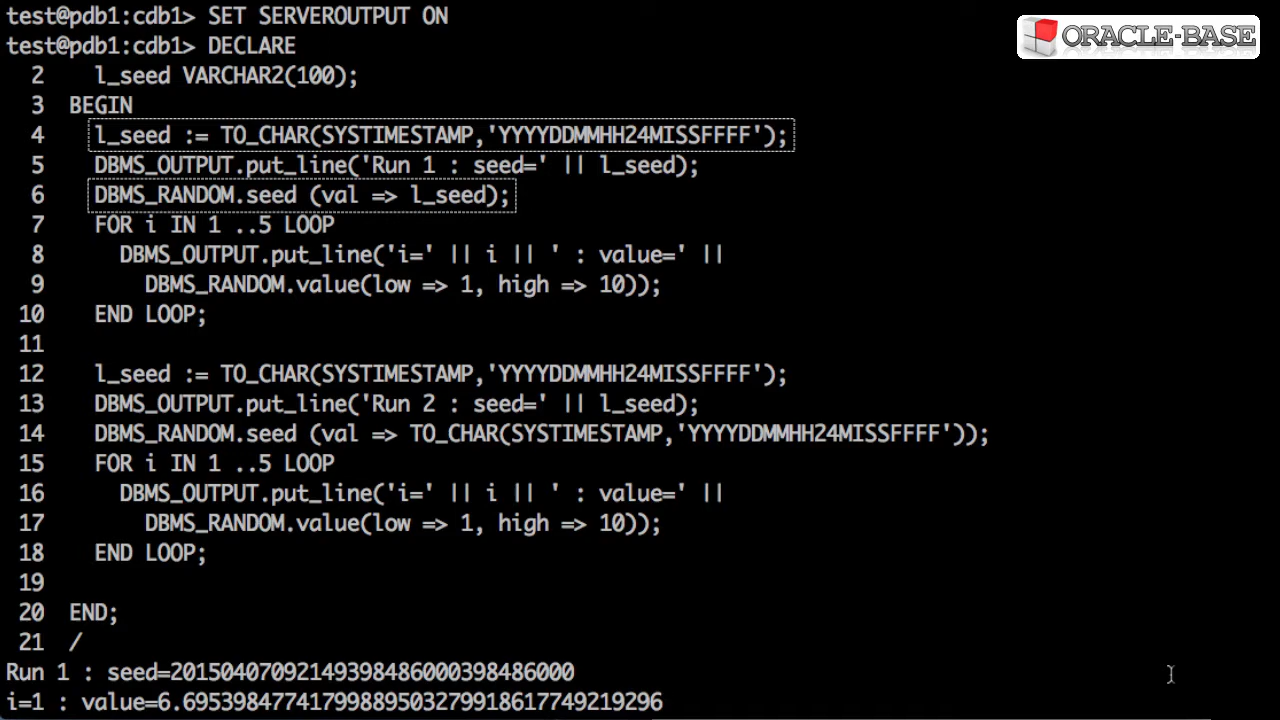 test@pdb1:cdb1> SET SERVEROUTPUT ON
ORACLE-BASE
test@pdb1:cdb1> DECLARE
2 l_seed VARCHAR2(100);
3 BEGIN
4 l_seed := TO_CHAR(SYSTIMESTAMP,'YYYYDDMMHH24MISSFFFF');
5 DBMS_OUTPUT.put_line('Run 1 : seed=' || l_seed);
6 DBMS_RANDOM.seed (val => l_seed);
7 FOR i IN 1 ..5 LOOP
8 DBMS_OUTPUT.put_line('i=' || i || ' : value=' ||
9 DBMS_RANDOM.value(low => 1, high => 10));
10 END LOOP;
11
12 l_seed := TO_CHAR(SYSTIMESTAMP,'YYYYDDMMHH24MISSFFFF');
13 DBMS_OUTPUT.put_line('Run 2 : seed=' || l_seed);
14 DBMS_RANDOM.seed (val => TO_CHAR(SYSTIMESTAMP,'YYYYDDMMHH24MISSFFFF'));
15 FOR i IN 1 ..5 LOOP
16 DBMS_OUTPUT.put_line('i=' || i || ' : value=' ||
17 DBMS_RANDOM.value(low => 1, high => 10));
18 END LOOP;
19
20 END;
21 /
Run 1 : seed=20150407092149398486000398486000
i=1 : value=6.69539847741799889503279918617749219296